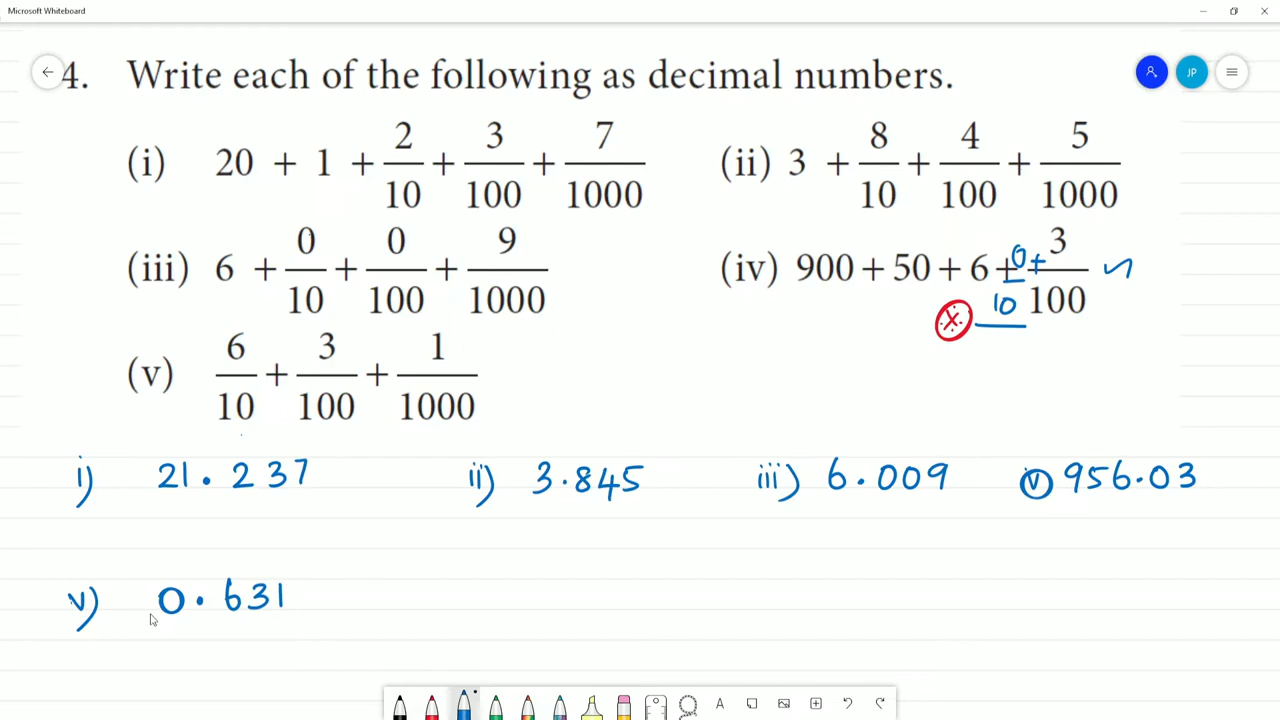 Microsoft Whiteboard
4. Write each of the following as decimal numbers.
JP
(i) 20 + 1 + 2/10 + 3/100 + 7/1000
(ii) 3 + 8/10 + 4/100 + 5/1000
(iii) 6 + 0/10 + 0/100 + 9/1000
(iv) 900 + 50 + 6 + 0/10 + 3/100
x
(v) 6/10 + 3/100 + 1/1000
i) 21.237
ii) 3.845
iii) 6.009
iv 956.03
v) 0.631
A